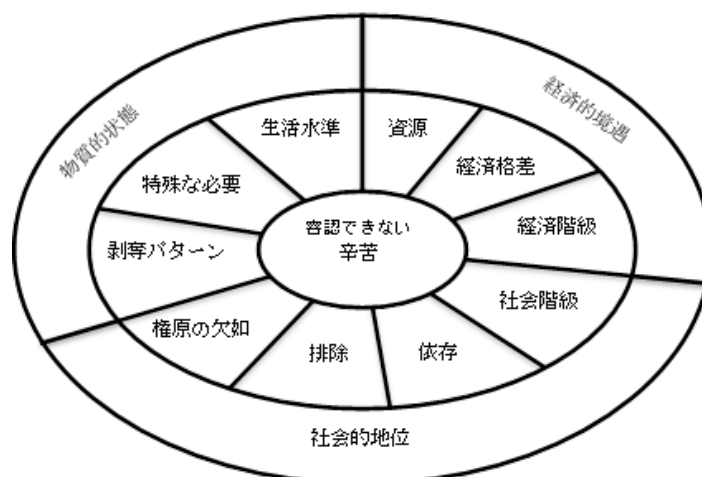 物質的状態
経済的境遇
生活水準
資源
特殊な必要
経済格差
剥奪パターン
容認できない
辛苦
経済階級
権原の欠如
社会階級
排除
依存
社会的地位